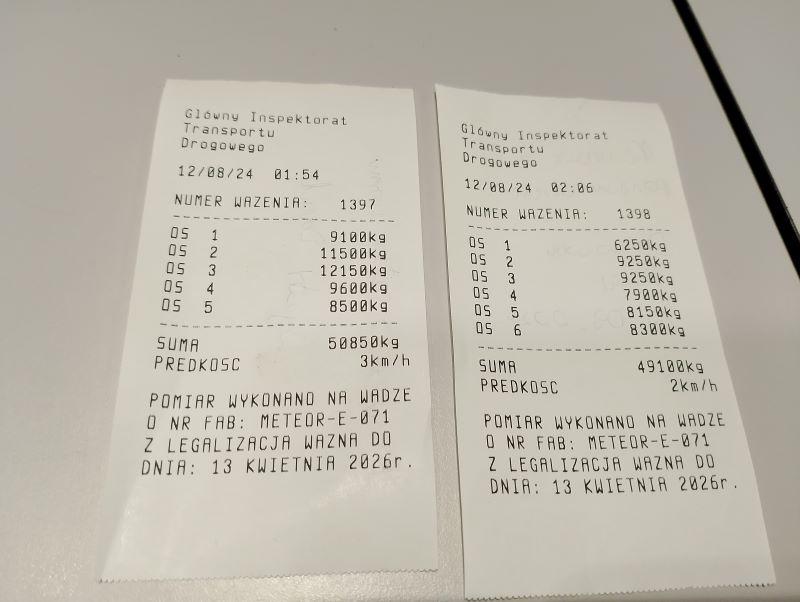 Główny Inspektorat
Transportu
Drogowego
12/08/24 01:54
NUMER WAZENIA: 1397
OS 1 9100kg
OS 2 11500kg
OS 3 12150kg
OS 4 9600kg
OS 5 8500kg
SUMA 50850kg
PREDKOSC 3km/h
POMIAR WYKONANO NA WADZE
O NR FAB: METEOR-E-071
Z LEGALIZACJA WAZNA DO
DNIA: 13 KWIETNIA 2026r.
Główny Inspektorat
Transportu
Drogowego
12/08/24 02:06
NUMER WAZENIA: 1398
OS 1 6250kg
OS 2 9250kg
OS 3 9250kg
OS 4 7900kg
OS 5 8150kg
OS 6 8300kg
SUMA 49100kg
PREDKOSC 2km/h
POMIAR WYKONANO NA WADZE
O NR FAB: METEOR-E-071
Z LEGALIZACJA WAZNA DO
DNIA: 13 KWIETNIA 2026r.